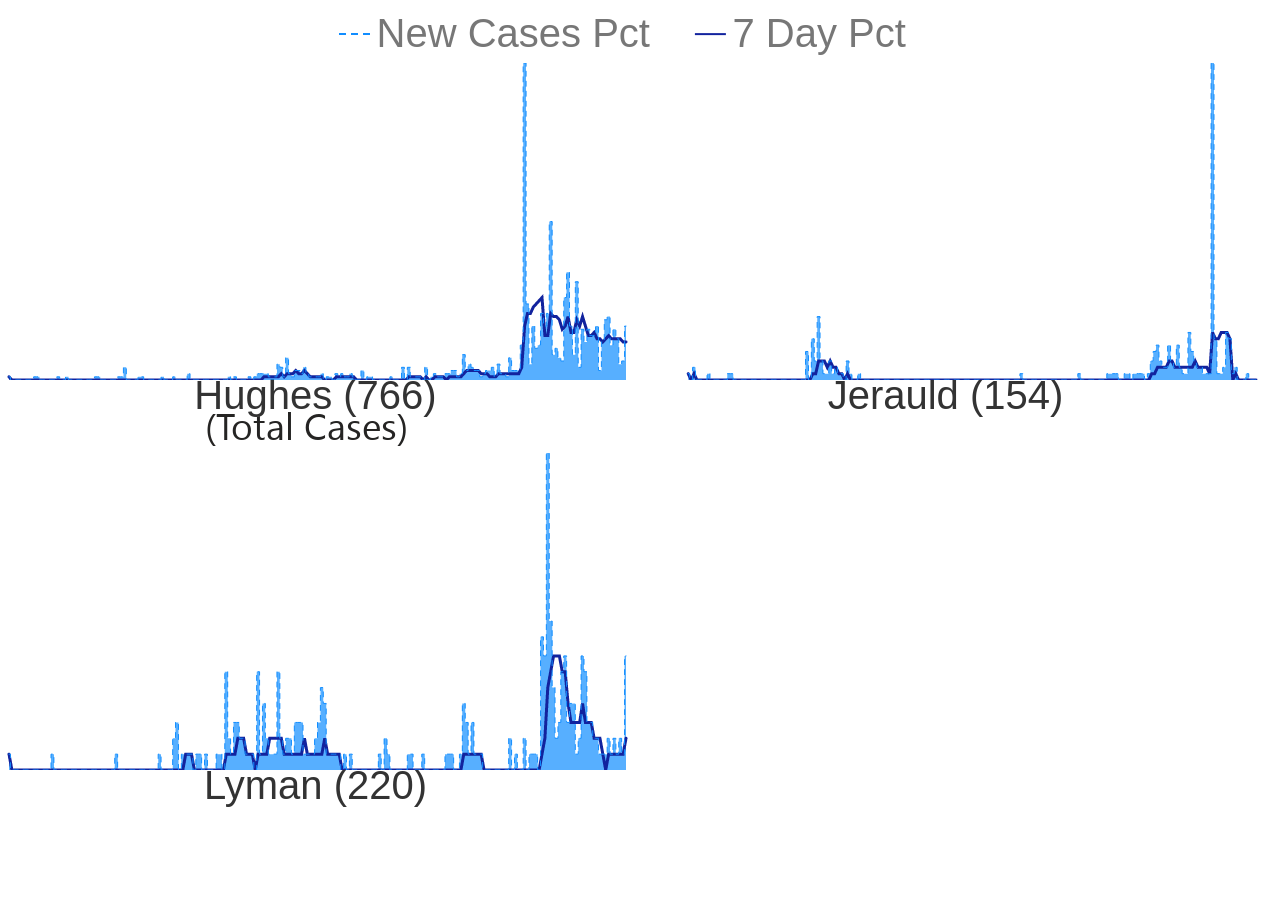 New Cases Pct 7 Day Pct
Hughes (766)
(Total Cases)
Jerauld (154)
Lyman (220)